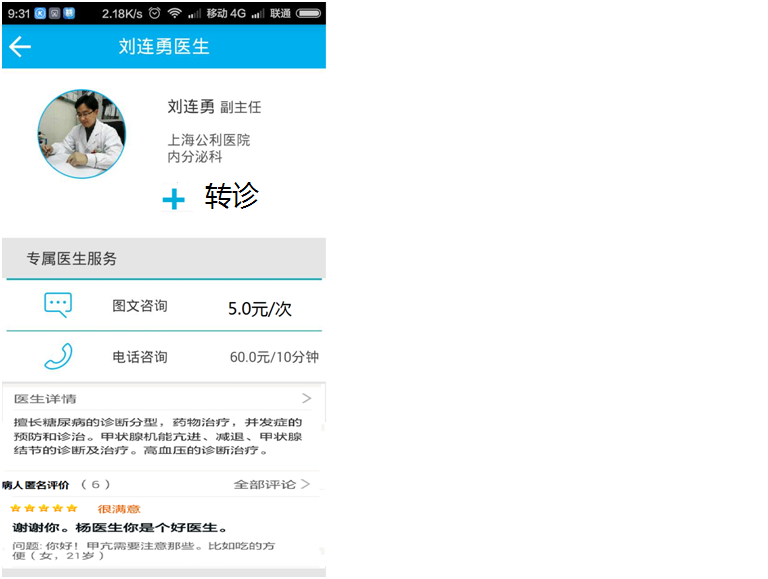 9:31 2.18K/s 移动 4G 联通
刘连勇医生
刘连勇 副主任
上海公利医院
内分泌科
+ 转诊
专属医生服务
图文咨询 5.0元/次
电话咨询 60.0元/10分钟
医生详情 >
擅长糖尿病的诊断分型，药物治疗，并发症的
预防和诊治。甲状腺机能亢进、减退、甲状腺
结节的诊断及治疗。高血压的诊断治疗。
病人匿名评价 （6） 全部评论 >
很满意
谢谢你。杨医生你是个好医生。
问题: 你好！甲亢需要注意那些。比如吃的方
便（女，21岁）